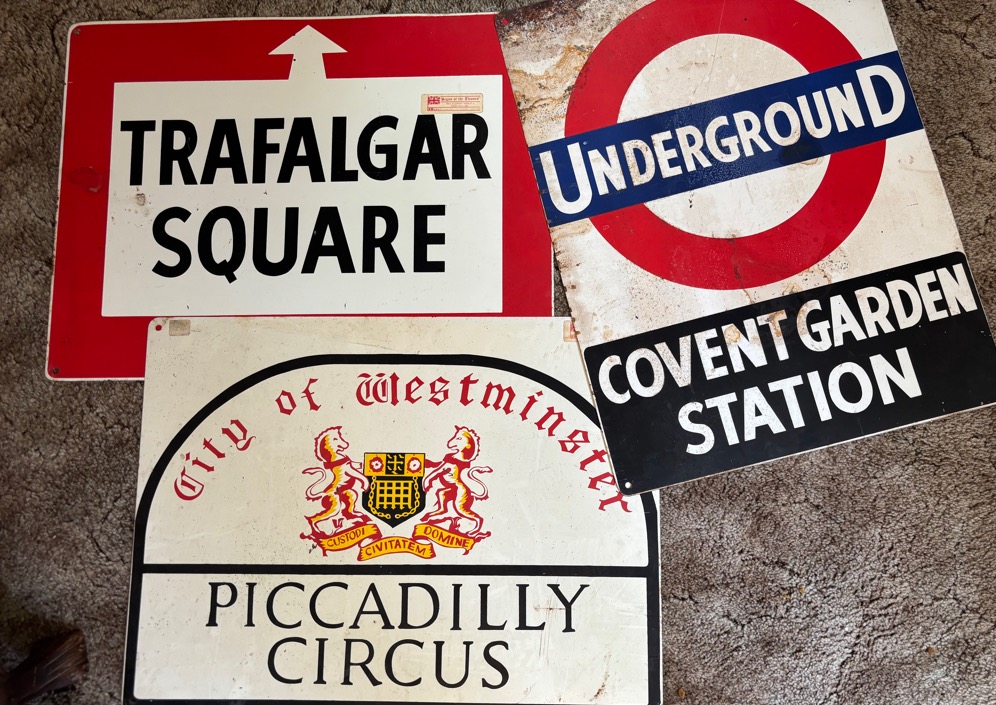 TRAFALGAR
SQUARE
UNDERGROUND
COVENT GARDEN
STATION
City of Westminster
CUSTODI CIVITATEM DOMINE
PICCADILLY
CIRCUS